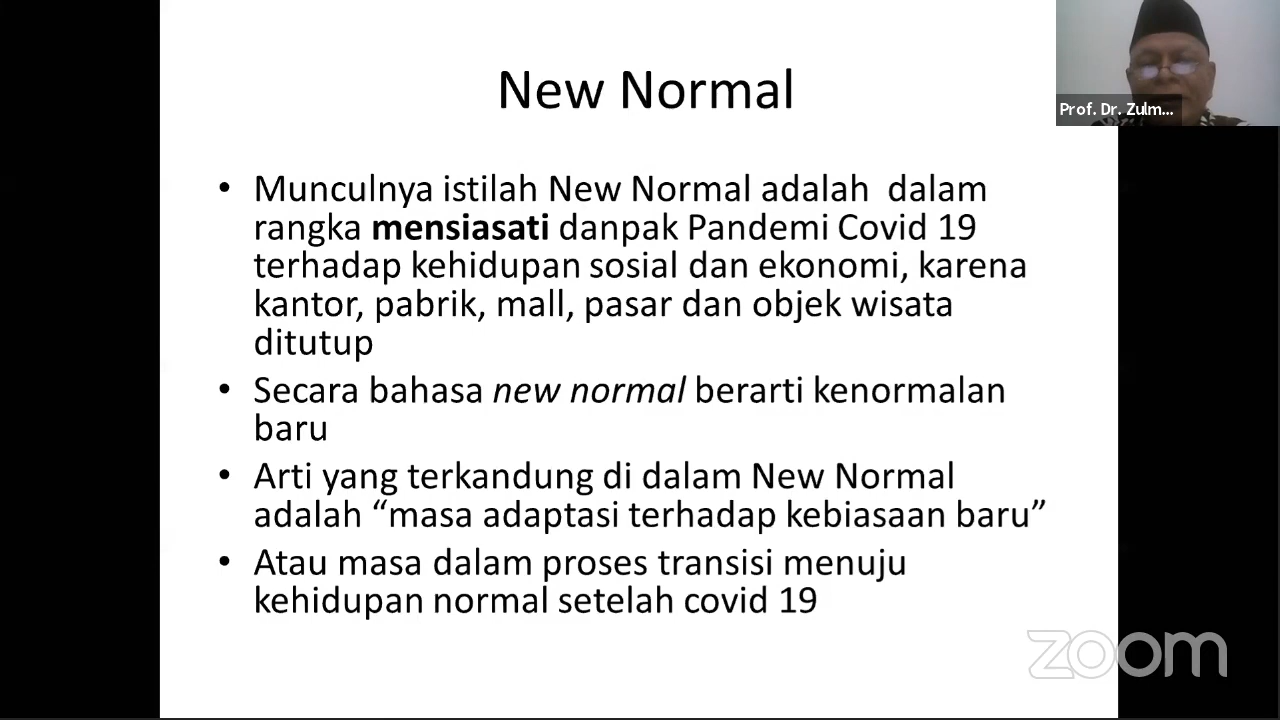 New Normal
Prof. Dr. Zulm...
• Munculnya istilah New Normal adalah dalam
rangka mensiasati danpak Pandemi Covid 19
terhadap kehidupan sosial dan ekonomi, karena
kantor, pabrik, mall, pasar dan objek wisata
ditutup
• Secara bahasa new normal berarti kenormalan
baru
• Arti yang terkandung di dalam New Normal
adalah “masa adaptasi terhadap kebiasaan baru”
• Atau masa dalam proses transisi menuju
kehidupan normal setelah covid 19
zoom